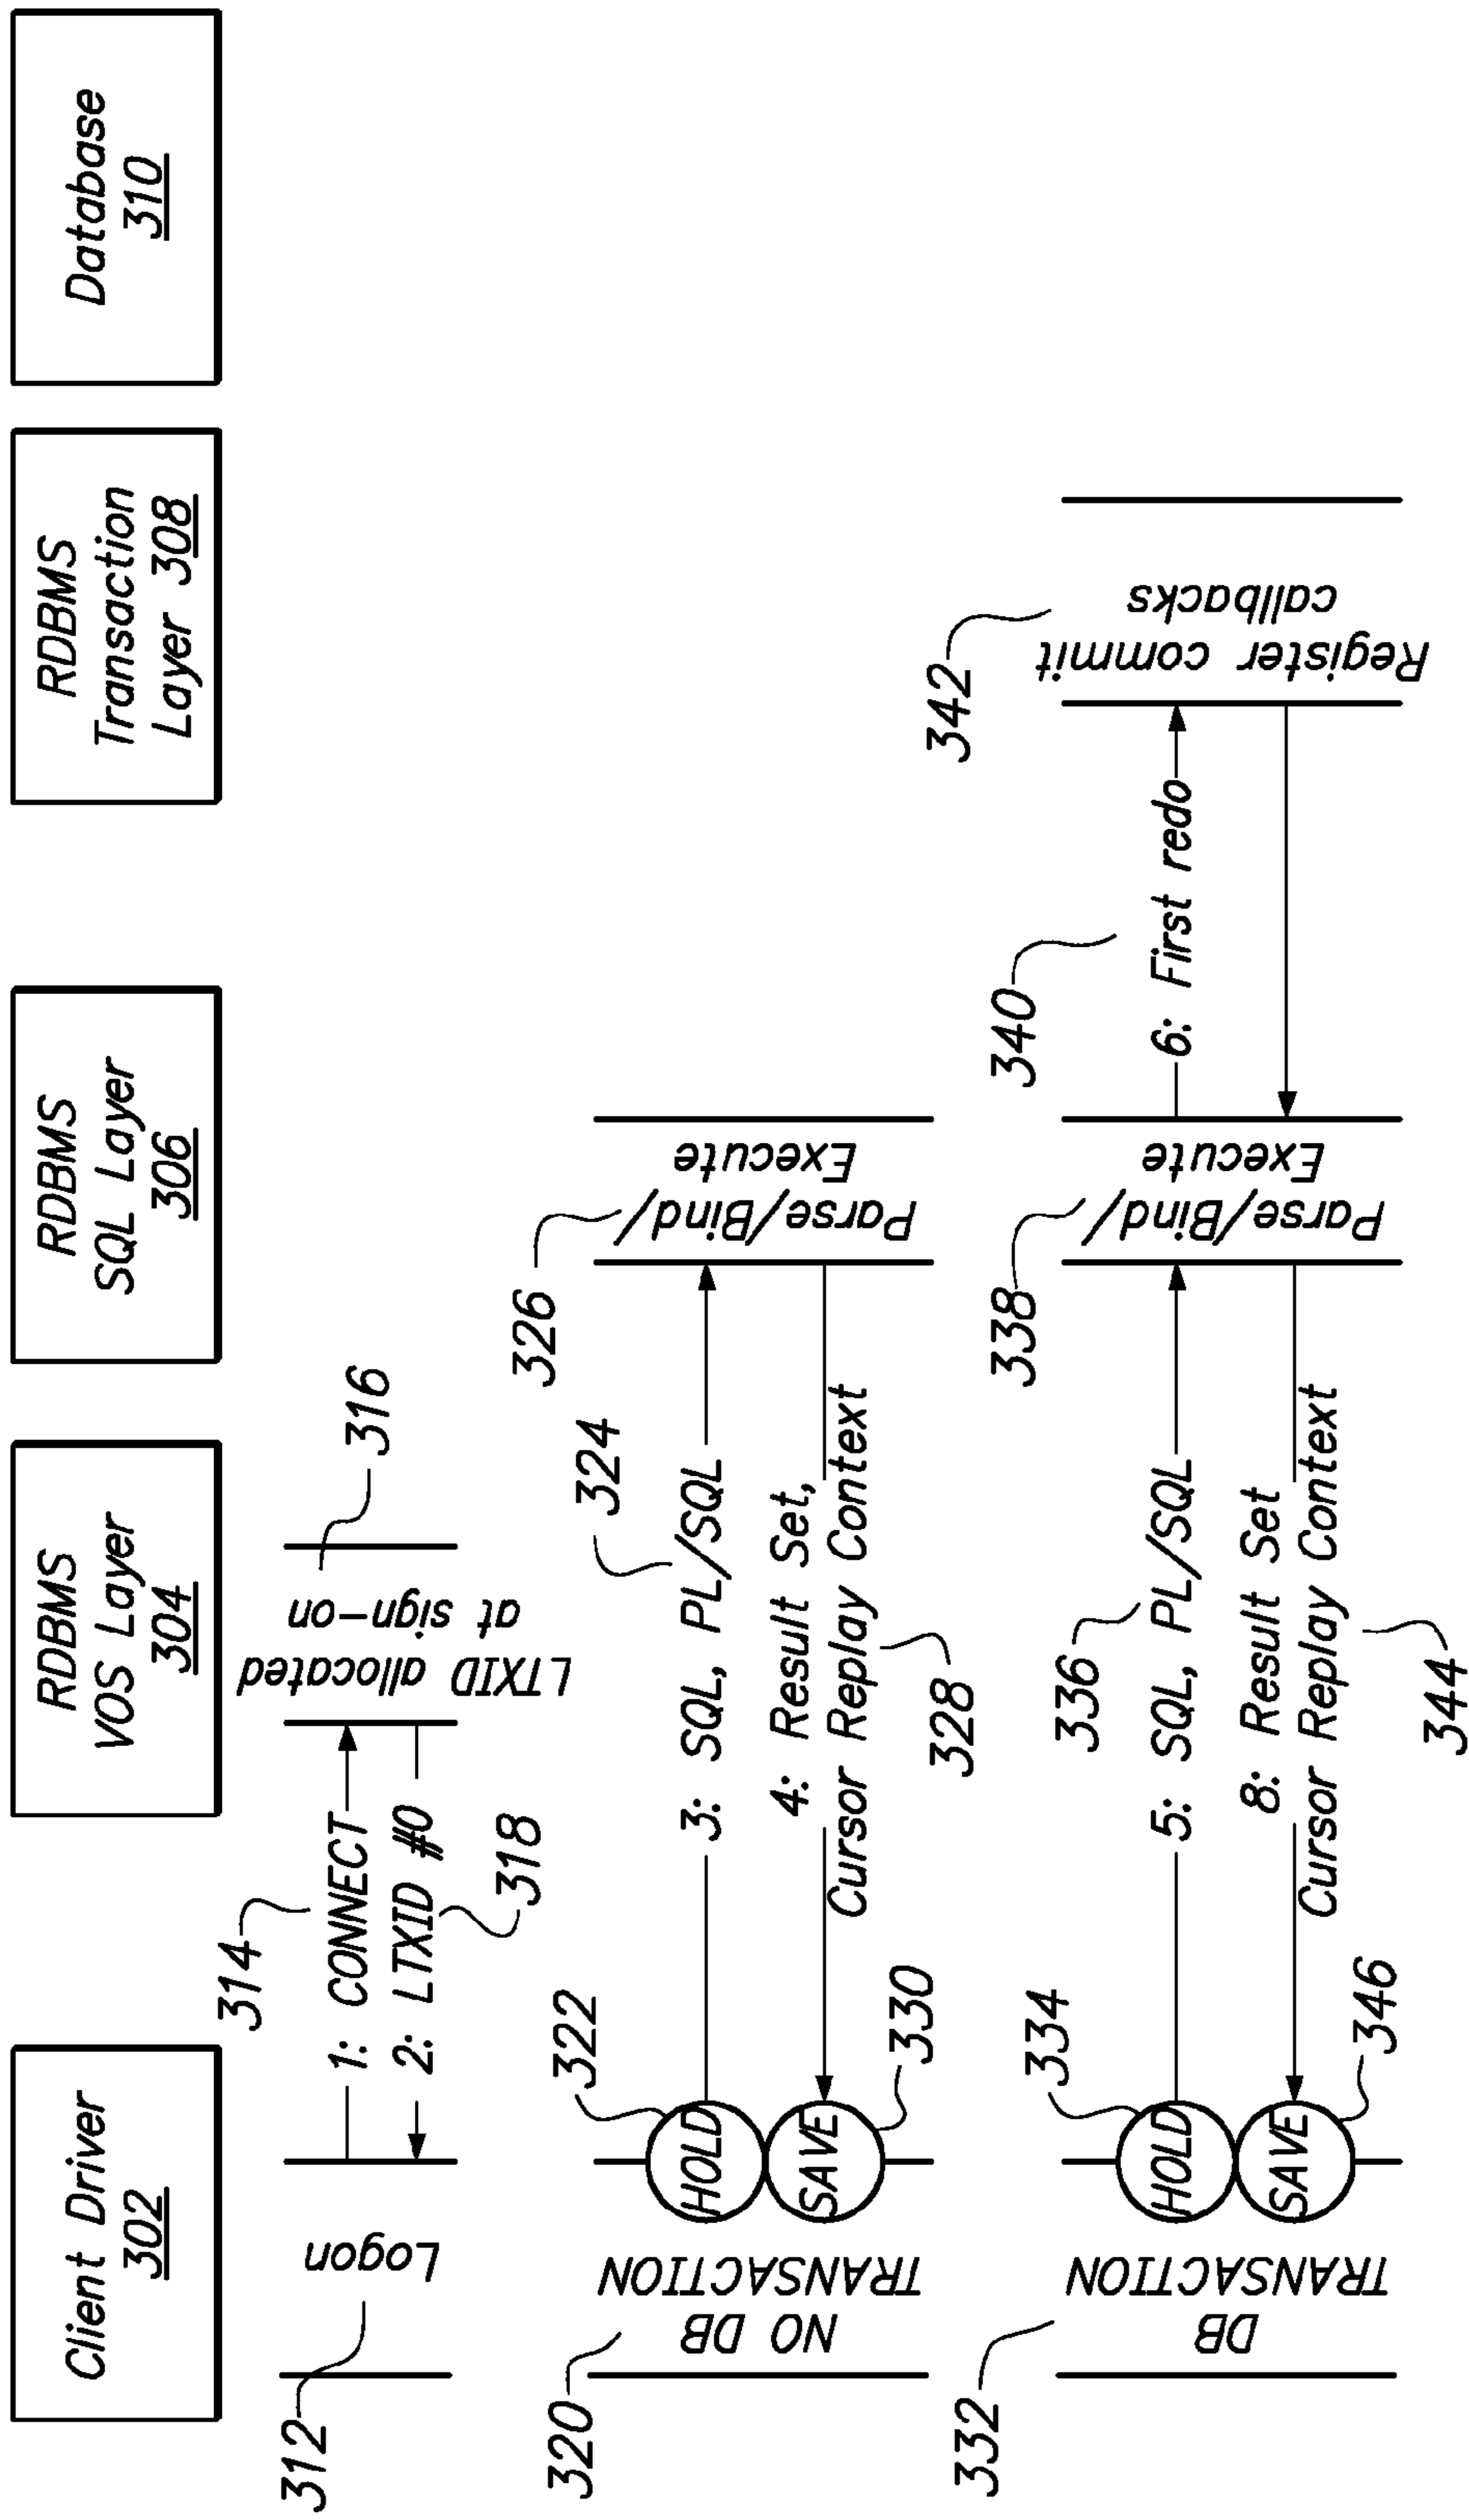 Client Driver
302
RDBMS
VOS Layer
304
RDBMS
SQL Layer
306
RDBMS
Transaction
Layer 308
Database
310
312
Logon
314
1: CONNECT
2: LTXID #0
318
LTXID allocated
at sign-on
316
320
NO DB
TRANSACTION
322
HOLD
SAVE
330
324
3: SQL, PL/SQL
4: Result Set,
Cursor Replay Context
328
326
Parse/Bind/
Execute
332
DB
TRANSACTION
334
HOLD
SAVE
346
336
5: SQL, PL/SQL
8: Result Set
Cursor Replay Context
344
338
Parse/Bind/
Execute
340
6: First redo
342
Register commit
callbacks